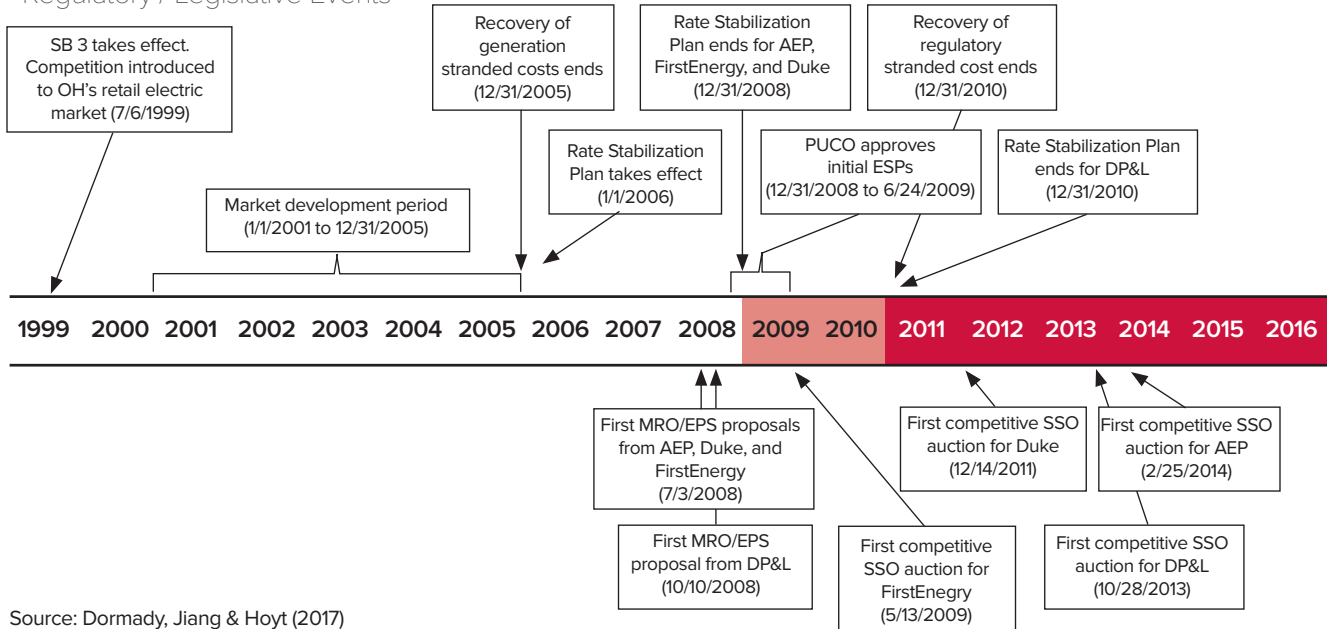 Regulatory / Legislative Events
SB 3 takes effect.
Competition introduced
to OH's retail electric
market (7/6/1999)
Market development period
(1/1/2001 to 12/31/2005)
Recovery of
generation
stranded costs ends
(12/31/2005)
Rate Stabilization
Plan takes effect
(1/1/2006)
Rate Stabilization
Plan ends for AEP,
FirstEnergy, and Duke
(12/31/2008)
PUCO approves
initial ESPs
(12/31/2008 to 6/24/2009)
Recovery of
regulatory
stranded cost ends
(12/31/2010)
Rate Stabilization Plan
ends for DP&L
(12/31/2010)
1999 2000 2001 2002 2003 2004 2005 2006 2007 2008 2009 2010 2011 2012 2013 2014 2015 2016
First MRO/EPS proposals
from AEP, Duke, and
FirstEnergy
(7/3/2008)
First MRO/EPS
proposal from DP&L
(10/10/2008)
First competitive
SSO auction for
FirstEnegry
(5/13/2009)
First competitive SSO
auction for Duke
(12/14/2011)
First competitive SSO
auction for AEP
(2/25/2014)
First competitive SSO
auction for DP&L
(10/28/2013)
Source: Dormady, Jiang & Hoyt (2017)